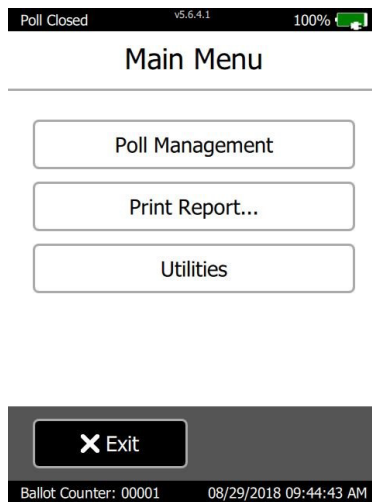 Poll Closed v5.6.4.1 100%
Main Menu
Poll Management
Print Report...
Utilities
Exit
Ballot Counter: 00001 08/29/2018 09:44:43 AM